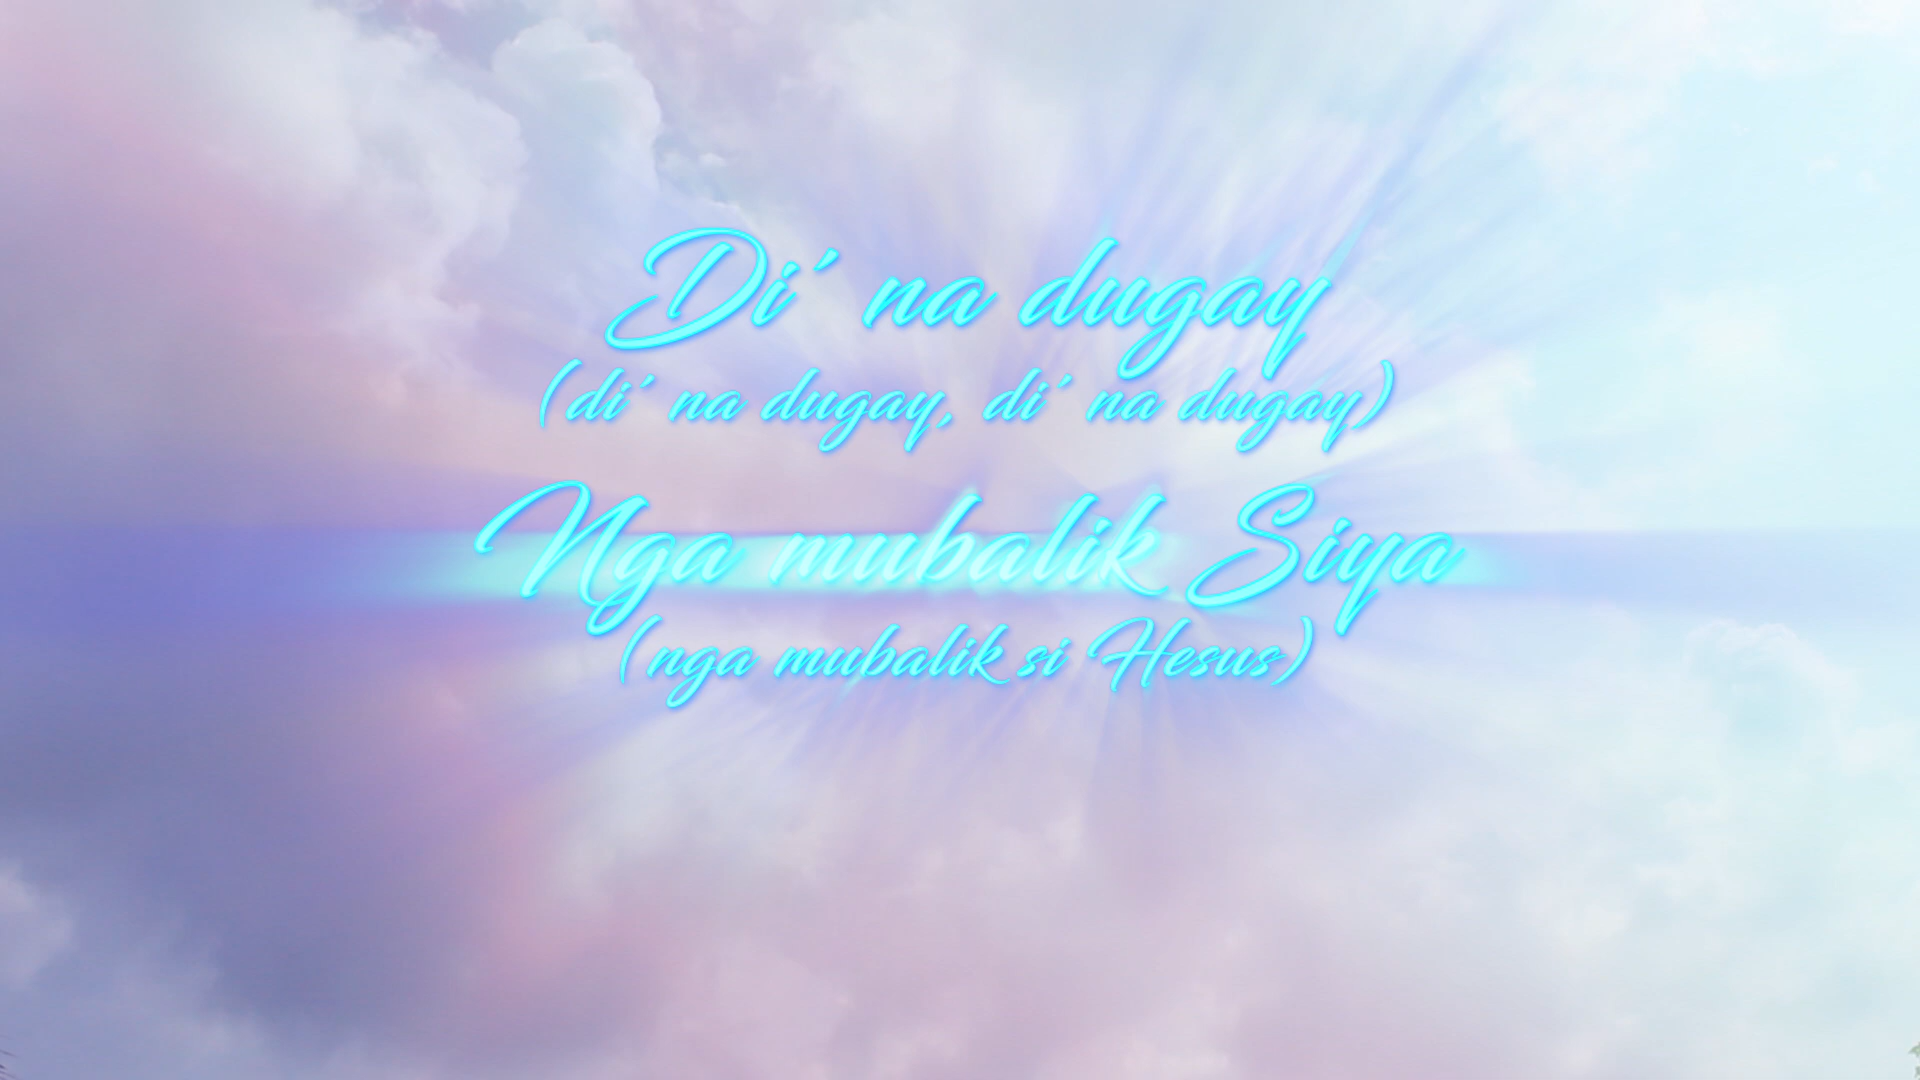 Di´ na dugay
(di´ na dugay, di´ na dugay)
Nga mubalik Siya
(nga mubalik si Hesus)